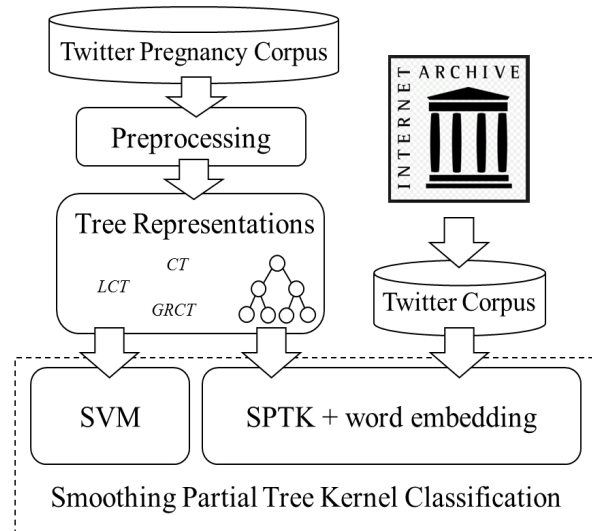 Twitter Pregnancy Corpus
Preprocessing
Tree Representations
CT
LCT
GRCT
INTERNET
ARCHIVE
Twitter Corpus
SVM
SPTK + word embedding
Smoothing Partial Tree Kernel Classification